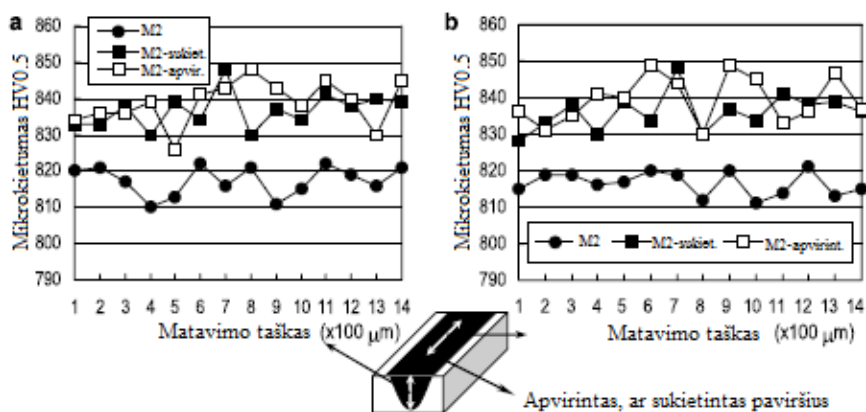 a
M2
M2-sukiet.
M2-apvir.
Mikrokietumas HV0.5
860
850
840
830
820
810
800
790
1 2 3 4 5 6 7 8 9 10 11 12 13 14
Matavimo taškas (x100 µm)
b
Mikrokietumas HV0.5
860
850
840
830
820
810
800
790
M2 M2-sukiet. M2-apvirint.
1 2 3 4 5 6 7 8 9 10 11 12 13 14
Matavimo taškas (x100 µm)
Apvirintas, ar sukietintas paviršius